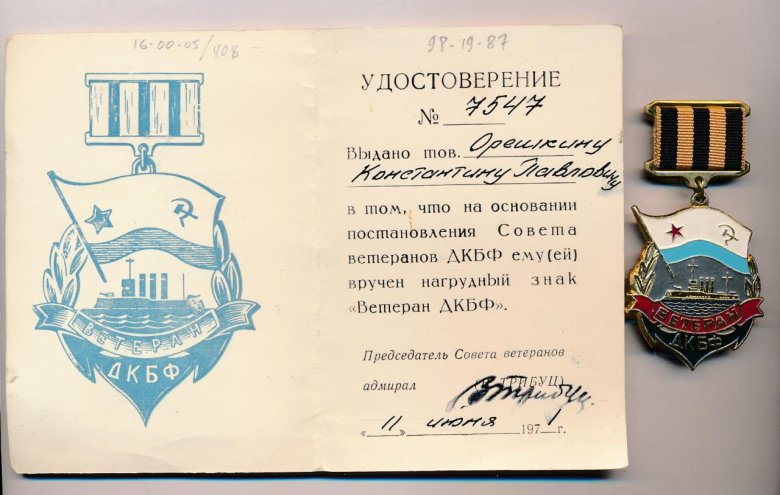 16-00-05/408
98-19-87
УДОСТОВЕРЕНИЕ
№ 7547
Выдано тов. Орешкину
Константину Павловичу
в том, что на основании
постановления Совета
ветеранов ДКБФ ему(ей)
вручен нагрудный знак
«Ветеран ДКБФ».
Председатель Совета ветеранов
адмирал (ТРИБУЦ)
В Трибуц
«11» июня 1971 г.
ВЕТЕРАН
ДКБФ
ВЕТЕРАН
ДКБФ